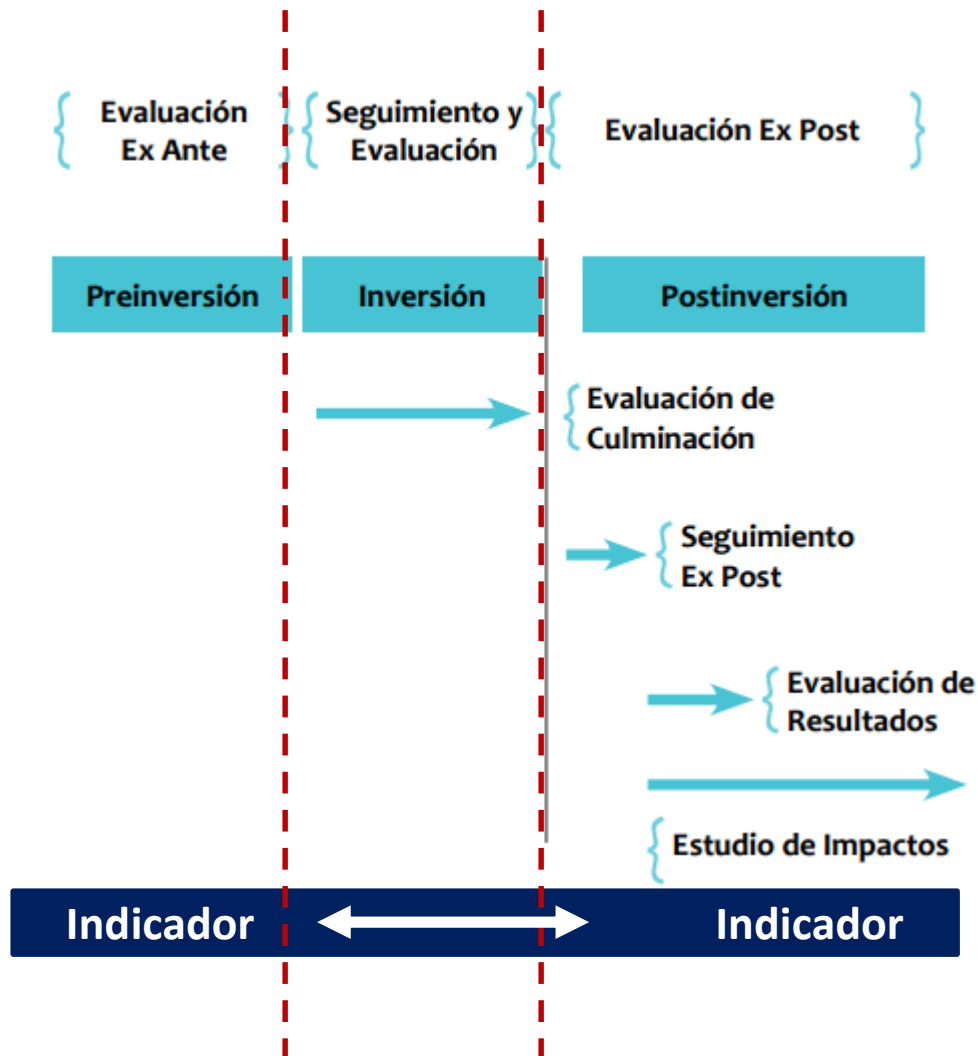 Evaluación
Ex Ante
Seguimiento y
Evaluación
Evaluación Ex Post
Preinversión
Inversión
Postinversión
Evaluación de
Culminación
Seguimiento
Ex Post
Evaluación de
Resultados
Estudio de Impactos
Indicador
Indicador